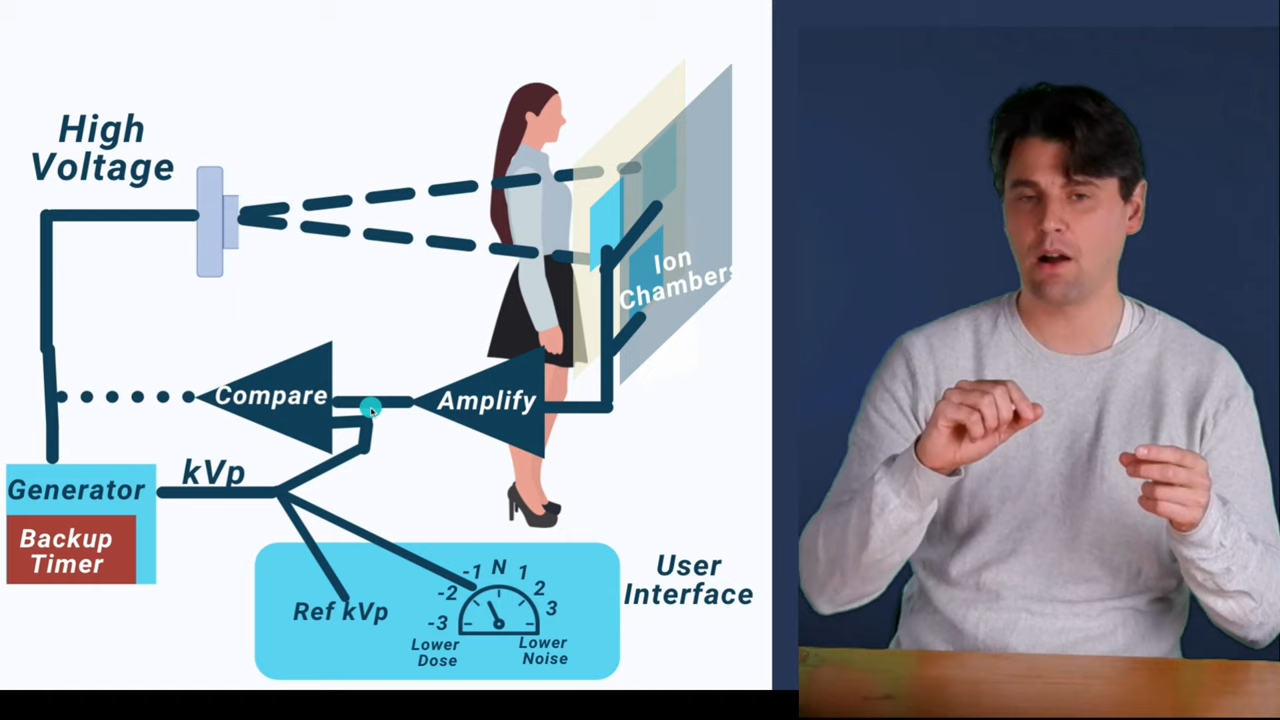 High
Voltage
Ion
Chambers
Compare
Amplify
kVp
Generator
Backup
Timer
User
Interface
Ref kVp
-3
-2
-1
N
1
2
3
Lower
Dose
Lower
Noise